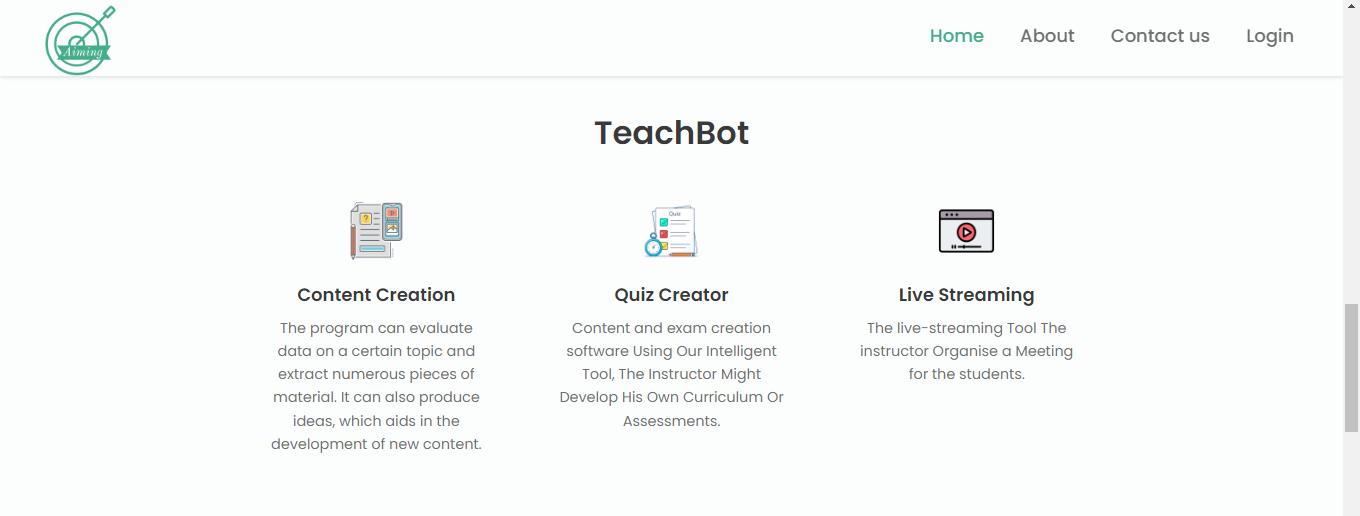 Aiming
Home About Contact us Login
TeachBot
Quiz
Content Creation
The program can evaluate
data on a certain topic and
extract numerous pieces of
material. It can also produce
ideas, which aids in the
development of new content.
Quiz Creator
Content and exam creation
software Using Our Intelligent
Tool, The Instructor Might
Develop His Own Curriculum Or
Assessments.
Live Streaming
The live-streaming Tool The
instructor Organise a Meeting
for the students.